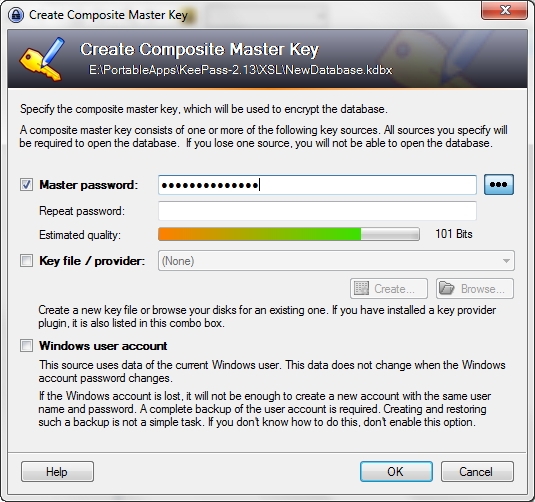 Create Composite Master Key
Create Composite Master Key
E:\PortableApps\KeePass-2.13\XSL\NewDatabase.kdbx
Specify the composite master key, which will be used to encrypt the database.
A composite master key consists of one or more of the following key sources. All sources you specify will
be required to open the database.  If you lose one source, you will not be able to open the database.
Master password: ●●●●●●●●●●●●●● ●●●
Repeat password:
Estimated quality: 101 Bits
Key file / provider: (None)
Create... Browse...
Create a new key file or browse your disks for an existing one. If you have installed a key provider
plugin, it is also listed in this combo box.
Windows user account
This source uses data of the current Windows user. This data does not change when the Windows
account password changes.
If the Windows account is lost, it will not be enough to create a new account with the same user
name and password. A complete backup of the user account is required. Creating and restoring
such a backup is not a simple task. If you don't know how to do this, don't enable this option.
Help OK Cancel